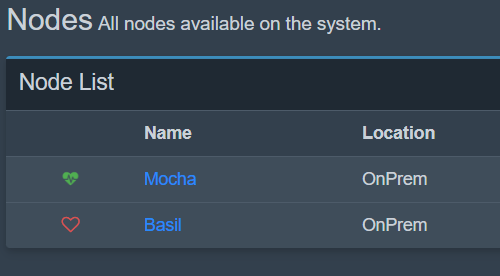 Nodes All nodes available on the system.
Node List
Name Location
Mocha OnPrem
Basil OnPrem